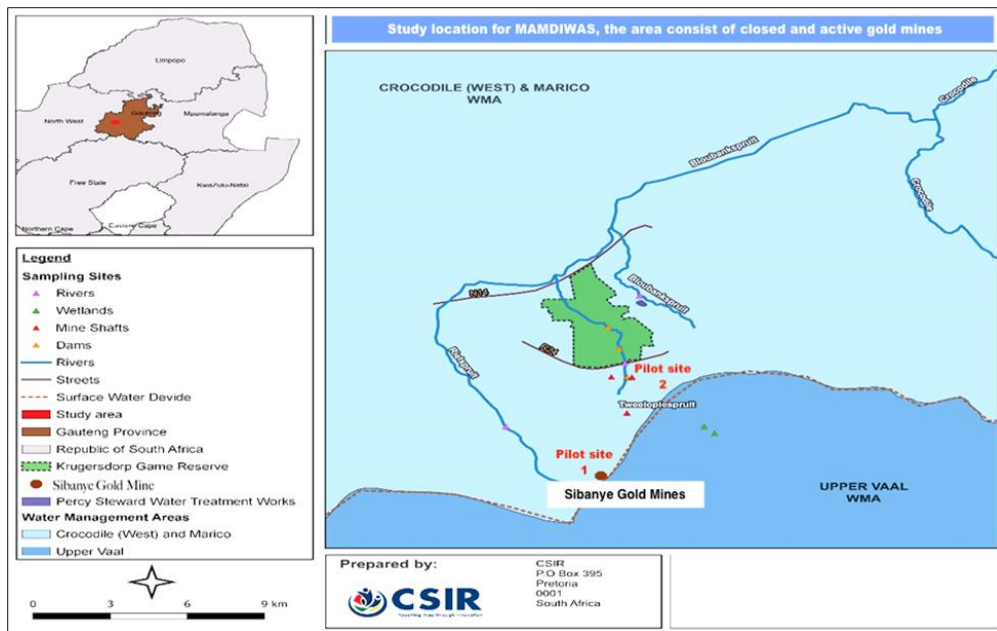 Study location for MAMDIWAS, the area consist of closed and active gold mines
Limpopo
North West
Gauteng
Mpumalanga
Free State
KwaZulu-Natal
Northern Cape
Eastern Cape
Legend
Sampling Sites
Rivers
Wetlands
Mine Shafts
Dams
Rivers
Streets
Surface Water Devide
Study area
Gauteng Province
Republic of South Africa
Krugersdorp Game Reserve
Sibanye Gold Mine
Percy Steward Water Treatment Works
Water Management Areas
Crocodile (West) and Marico
Upper Vaal
0 3 6 9 km
CROCODILE (WEST) & MARICO
WMA
Crocodile
Bloubankspruit
Crocodile
Bloubankspruit
N14
Rietspruit
R24
Pilot site
2
Tweelopiespruit
Pilot site
1
Sibanye Gold Mines
UPPER VAAL
WMA
Prepared by:
CSIR
CSIR
P O Box 395
Pretoria
0001
South Africa